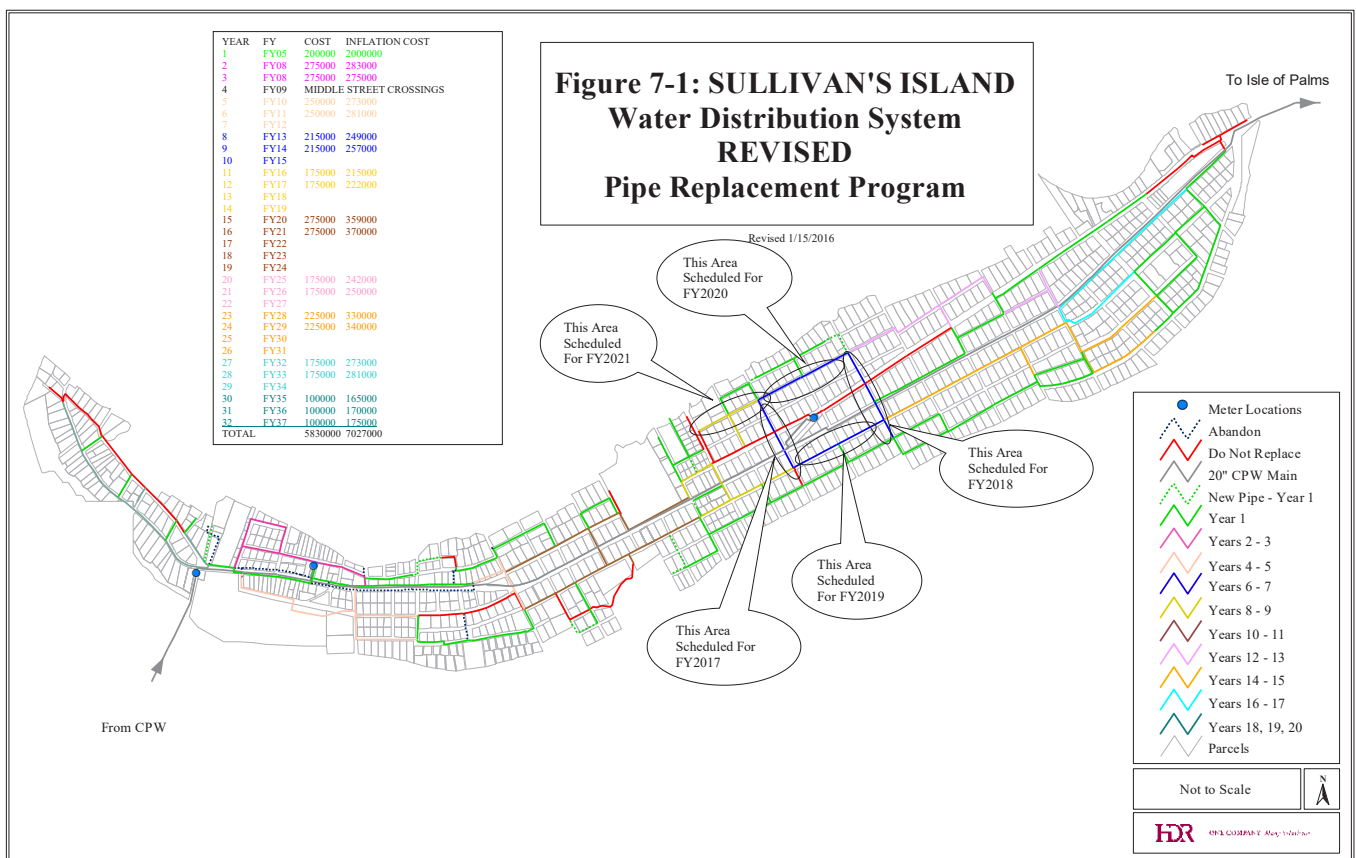 YEAR FY COST INFLATION COST
1 FY05 200000 2000000
2 FY08 275000 283000
3 FY08 275000 275000
4 FY09 MIDDLE STREET CROSSINGS
5 FY10 250000 273000
6 FY11 250000 281000
7 FY12
8 FY13 215000 249000
9 FY14 215000 257000
10 FY15
11 FY16 175000 215000
12 FY17 175000 222000
13 FY18
14 FY19
15 FY20 275000 359000
16 FY21 275000 370000
17 FY22
18 FY23
19 FY24
20 FY25 175000 242000
21 FY26 175000 250000
22 FY27
23 FY28 225000 330000
24 FY29 225000 340000
25 FY30
26 FY31
27 FY32 175000 273000
28 FY33 175000 281000
29 FY34
30 FY35 100000 165000
31 FY36 100000 170000
32 FY37 100000 175000
TOTAL 5830000 7027000
Figure 7-1: SULLIVAN'S ISLAND
Water Distribution System
REVISED
Pipe Replacement Program
Revised 1/15/2016
To Isle of Palms
This Area
Scheduled For
FY2020
This Area
Scheduled
For FY2021
This Area
Scheduled For
FY2018
This Area
Scheduled
For FY2019
This Area
Scheduled For
FY2017
From CPW
Meter Locations
Abandon
Do Not Replace
20" CPW Main
New Pipe - Year 1
Year 1
Years 2 - 3
Years 4 - 5
Years 6 - 7
Years 8 - 9
Years 10 - 11
Years 12 - 13
Years 14 - 15
Years 16 - 17
Years 18, 19, 20
Parcels
Not to Scale
N
HDR ONE COMPANY Many Solutions